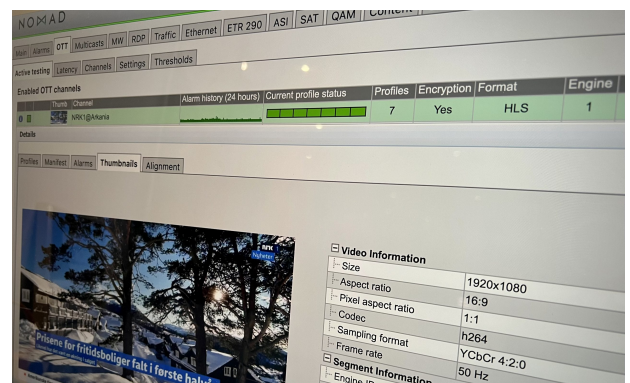 NOMAD
Main Alarms OTT Multicasts MW RDP Traffic Ethernet ETR 290 ASI SAT QAM Content
Active testing Latency Channels Settings Thresholds
Enabled OTT channels
Thumb Channel Alarm history (24 hours) Current profile status Profiles Encryption Format Engine
NRK1@Arkania 7 Yes HLS 1
Details
Profiles Manifest Alarms Thumbnails Alignment
nrk 1
Nyheter
Prisene for fritidsboliger falt i første
Video Information
Size 1920x1080
Aspect ratio 16:9
Pixel aspect ratio 1:1
Codec h264
Sampling format YCbCr 4:2:0
Frame rate 50 Hz
Segment Information